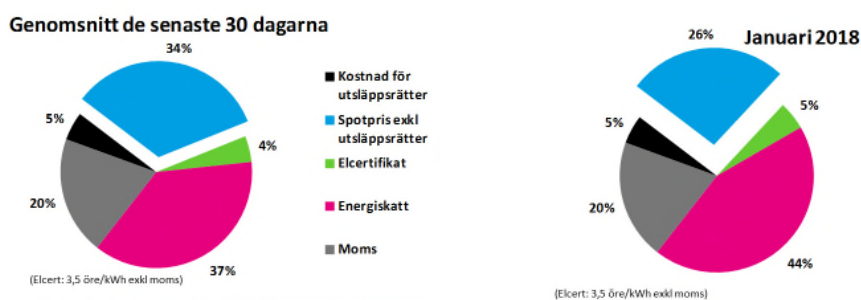 Genomsnitt de senaste 30 dagarna
34%
5%
4%
20%
37%
(Elcert: 3,5 öre/kWh exkl moms)
Kostnad för
utsläppsrätter
Spotpris exkl
utsläppsrätter
Elcertifikat
Energiskatt
Moms
Januari 2018
26%
5%
5%
20%
44%
(Elcert: 3,5 öre/kWh exkl moms)